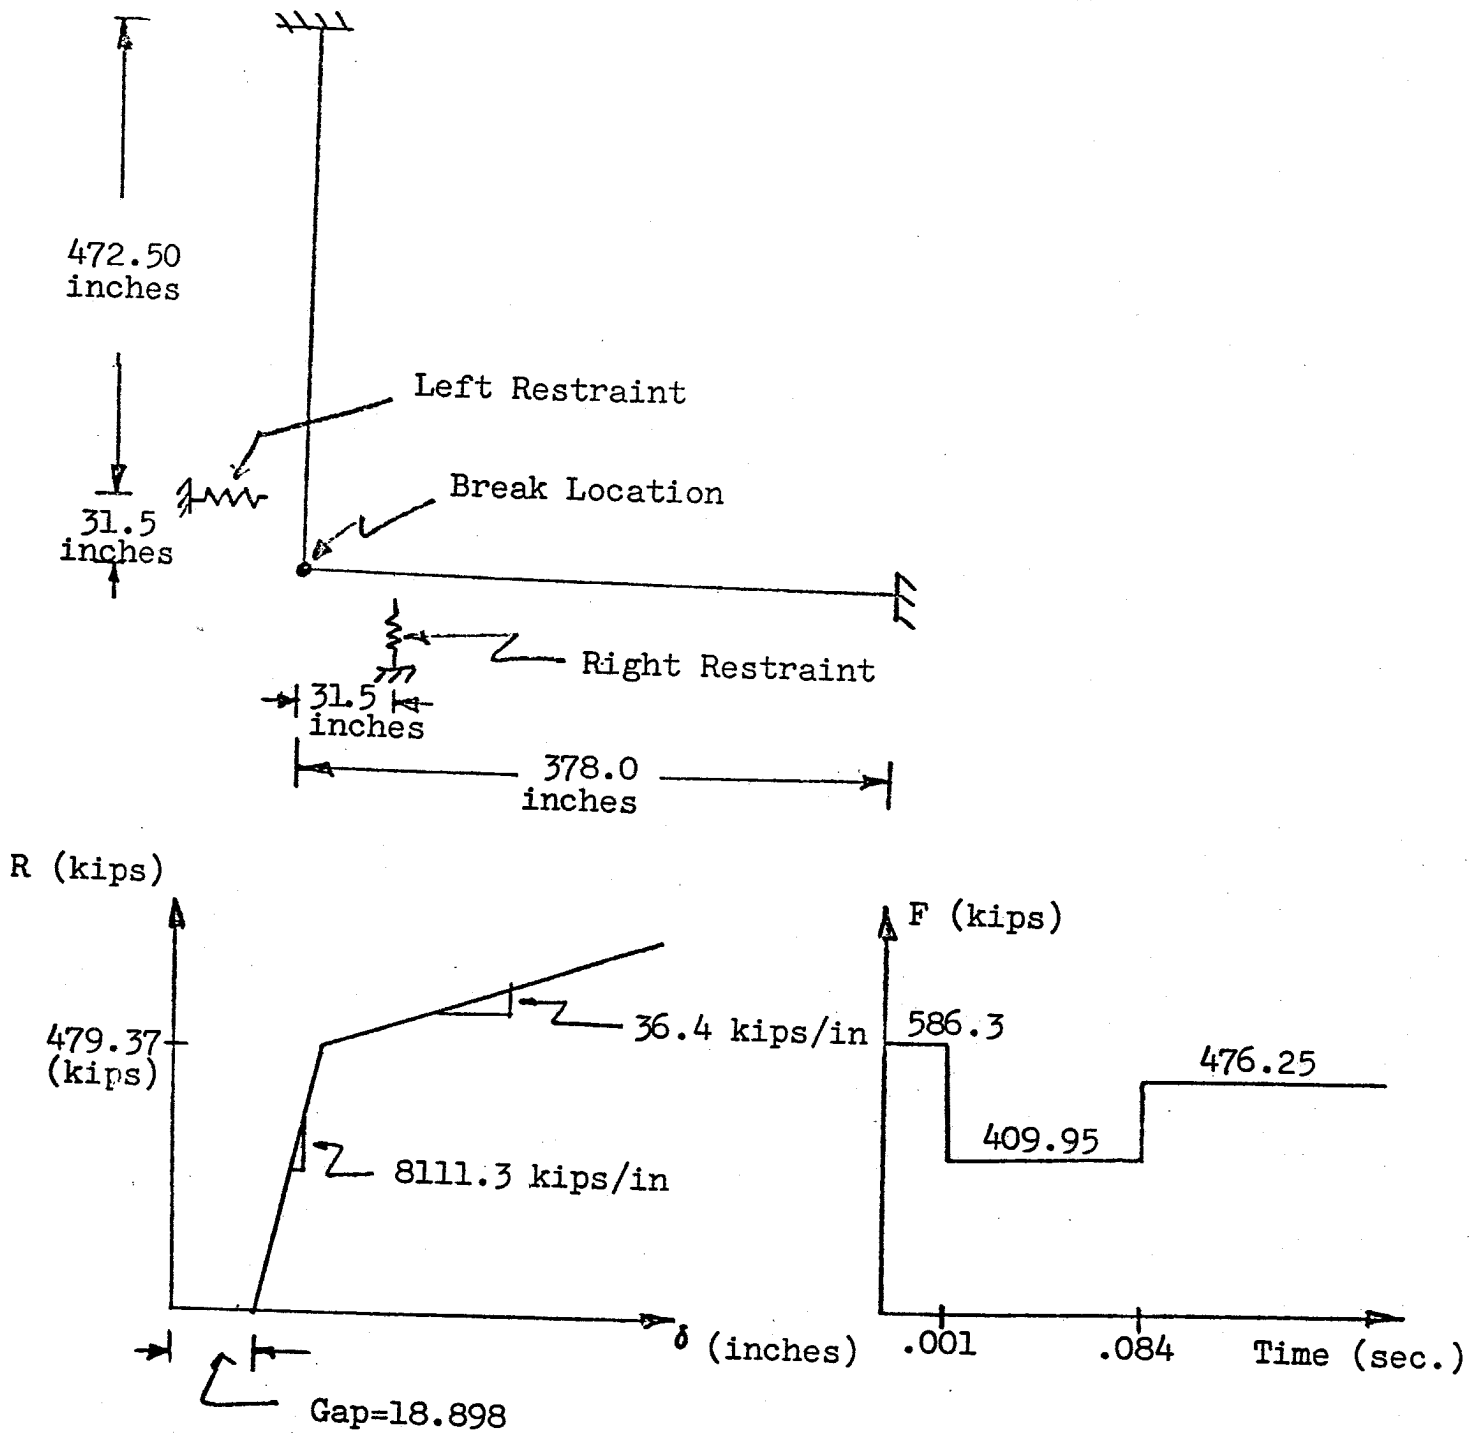 472.50
inches
Left Restraint
Break Location
31.5
inches
Right Restraint
31.5
inches
378.0
inches
R (kips)
F (kips)
479.37
(kips)
36.4 kips/in
586.3
476.25
409.95
8111.3 kips/in
δ (inches)
.001
.084
Time (sec.)
Gap=18.898